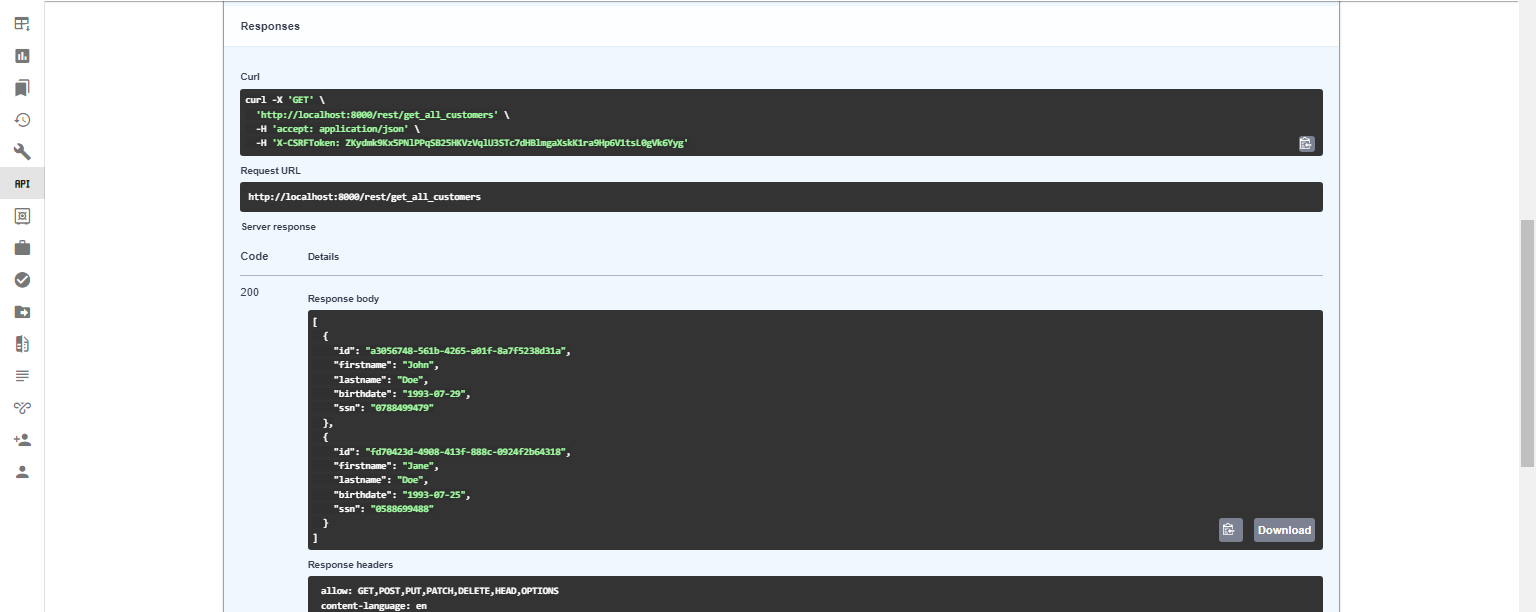 Responses
Curl
curl -X 'GET' \
  'http://localhost:8000/rest/get_all_customers' \
  -H 'accept: application/json' \
  -H 'X-CSRFToken: ZKydmk9Kx5PNlPPqSB25HKVzVqlU3STc7dHBlmgaXskK1ra9Hp6V1tsL0gVk6Yyg'
Request URL
http://localhost:8000/rest/get_all_customers
Server response
Code Details
200
Response body
[
  {
    "id": "a3056748-561b-4265-a01f-8a7f5238d31a",
    "firstname": "John",
    "lastname": "Doe",
    "birthdate": "1993-07-29",
    "ssn": "0788499479"
  },
  {
    "id": "fd70423d-4908-413f-888c-0924f2b64318",
    "firstname": "Jane",
    "lastname": "Doe",
    "birthdate": "1993-07-25",
    "ssn": "0588699488"
  }
]
Download
Response headers
allow: GET,POST,PUT,PATCH,DELETE,HEAD,OPTIONS
content-language: en
API